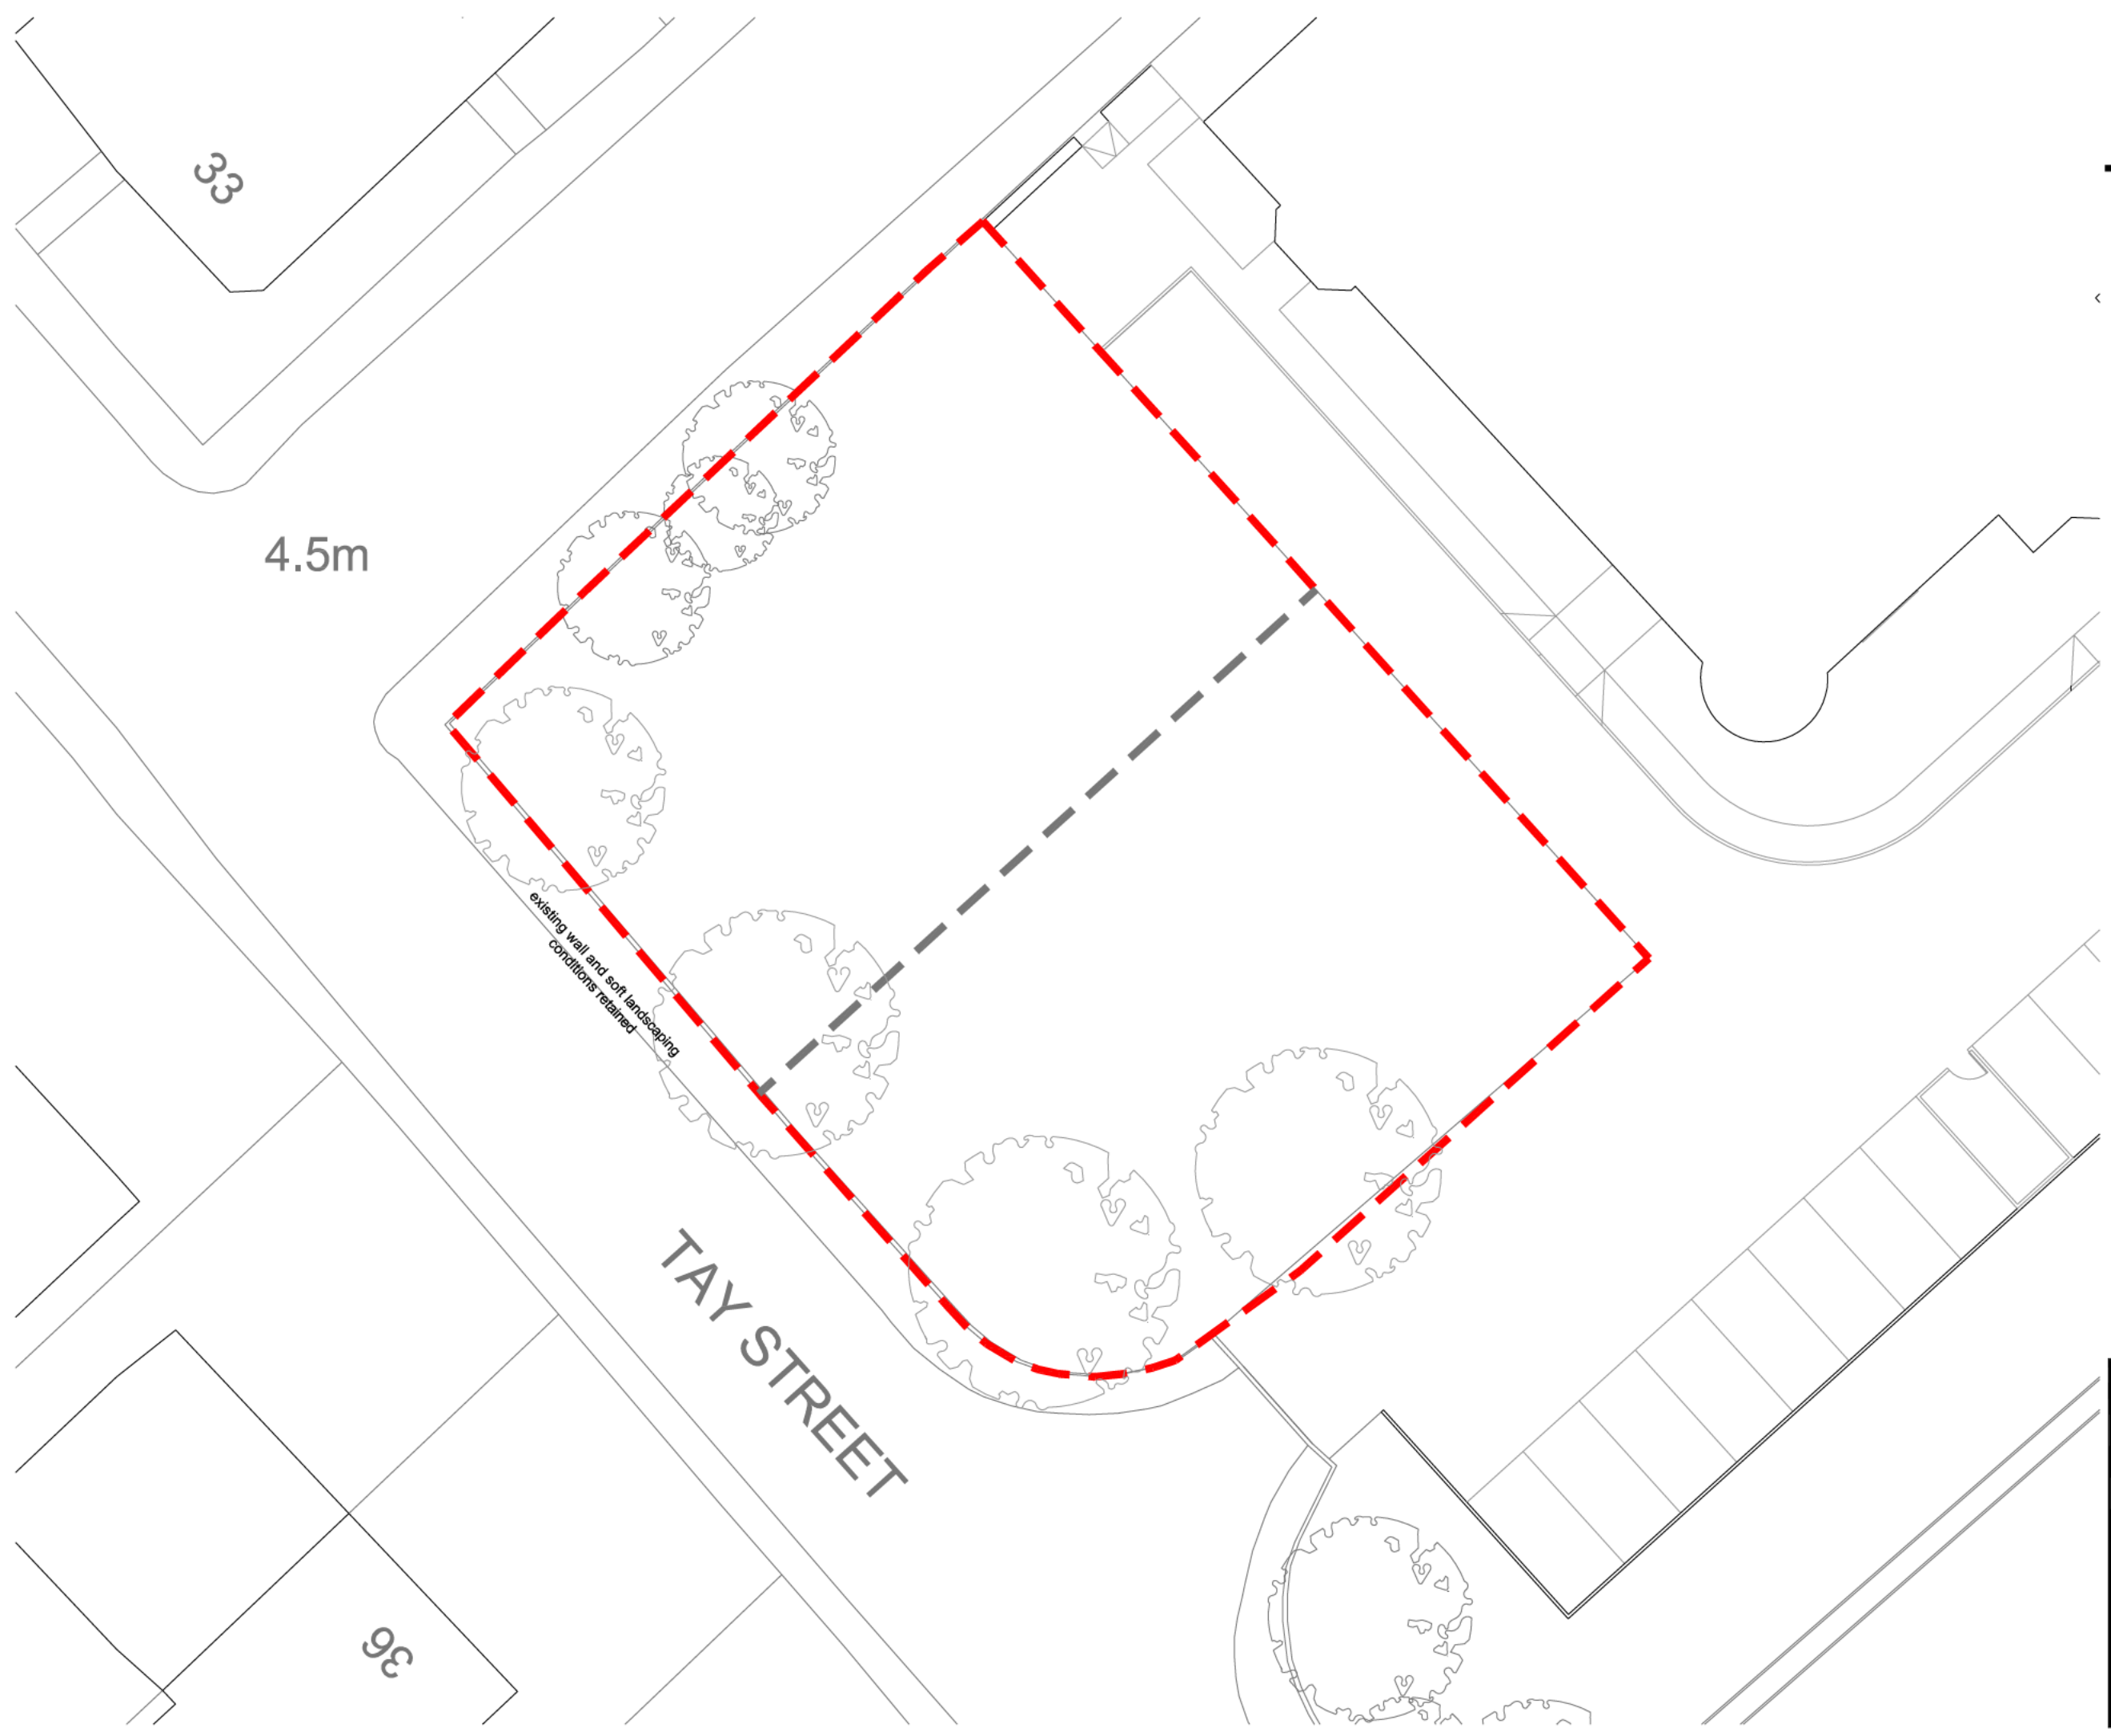 33
4.5m
existing wall and soft landscaping
conditions retained
TAY STREET
36